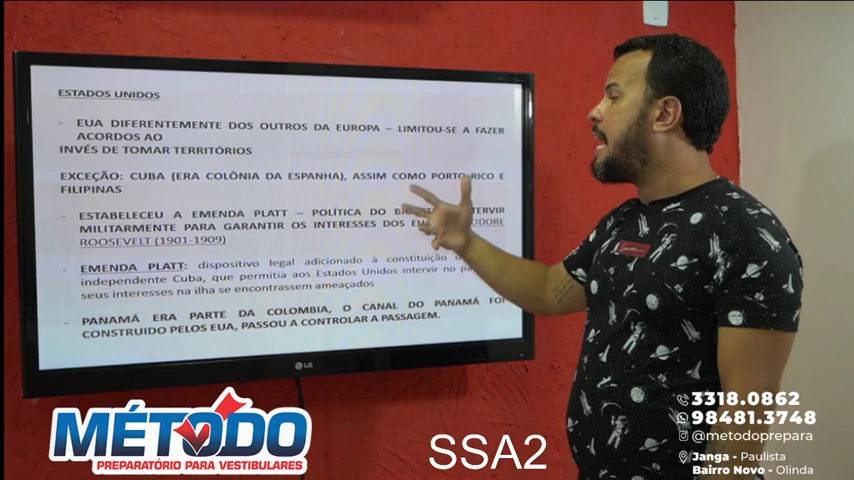 ESTADOS UNIDOS
- EUA DIFERENTEMENTE DOS OUTROS DA EUROPA – LIMITOU-SE A FAZER
ACORDOS AO
INVÉS DE TOMAR TERRITÓRIOS
EXCEÇÃO: CUBA (ERA COLÔNIA DA ESPANHA), ASSIM COMO PORTO RICO E
FILIPINAS
- ESTABELECEU A EMENDA PLATT – POLÍTICA DO
MILITARMENTE PARA GARANTIR OS INTERESSES DOS
ROOSEVELT (1901-1909)
- EMENDA PLATT: dispositivo legal adicionado à constituição
independente Cuba, que permitia aos Estados Unidos intervir no
seus interesses na ilha se encontrassem ameaçados
- PANAMÁ ERA PARTE DA COLOMBIA, O CANAL DO PANAMÁ FOI
CONSTRUIDO PELOS EUA, PASSOU A CONTROLAR A PASSAGEM.
LG
MÉTODO
PREPARATÓRIO PARA VESTIBULARES
SSA2
3318.0862
98481.3748
@metodoprepara
Janga - Paulista
Bairro Novo - Olinda